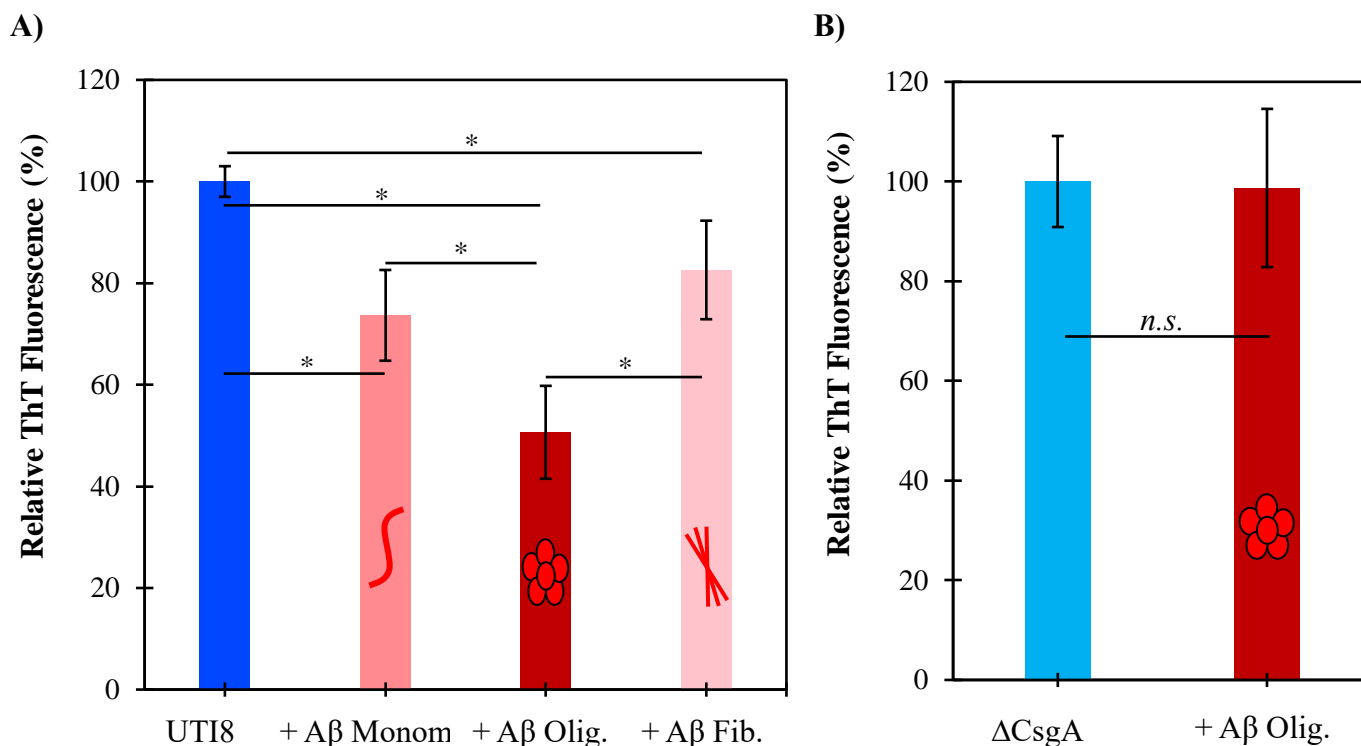 A)
B)
Relative ThT Fluorescence (%)
120
100
80
60
40
20
0
*
*
*
*
*
UTI8
+ Aβ Monom
+ Aβ Olig.
+ Aβ Fib.
Relative ThT Fluorescence (%)
120
100
80
60
40
20
0
n.s.
ΔCsgA
+ Aβ Olig.